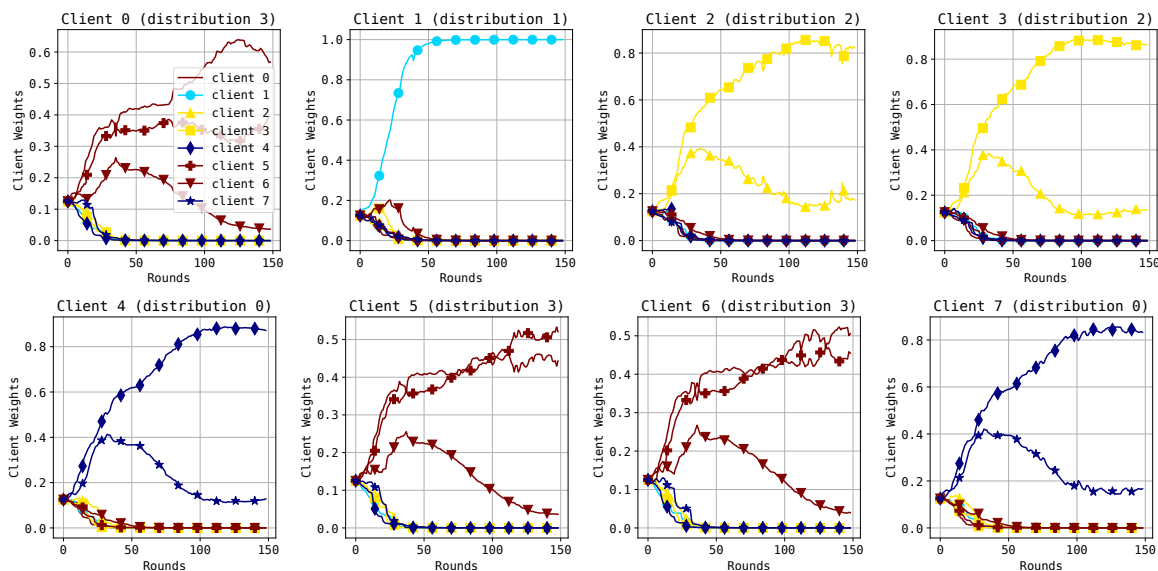 Client 0 (distribution 3)
Client Weights
0.6
0.5
0.4
0.3
0.2
0.1
0.0
client 0
client 1
client 2
client 3
client 4
client 5
client 6
client 7
0 50 100 150
Rounds
Client 1 (distribution 1)
Client Weights
1.0
0.8
0.6
0.4
0.2
0.0
0 50 100 150
Rounds
Client 2 (distribution 2)
Client Weights
0.8
0.6
0.4
0.2
0.0
0 50 100 150
Rounds
Client 3 (distribution 2)
Client Weights
0.8
0.6
0.4
0.2
0.0
0 50 100 150
Rounds
Client 4 (distribution 0)
Client Weights
0.8
0.6
0.4
0.2
0.0
0 50 100 150
Rounds
Client 5 (distribution 3)
Client Weights
0.5
0.4
0.3
0.2
0.1
0.0
0 50 100 150
Rounds
Client 6 (distribution 3)
Client Weights
0.5
0.4
0.3
0.2
0.1
0.0
0 50 100 150
Rounds
Client 7 (distribution 0)
Client Weights
0.8
0.6
0.4
0.2
0.0
0 50 100 150
Rounds